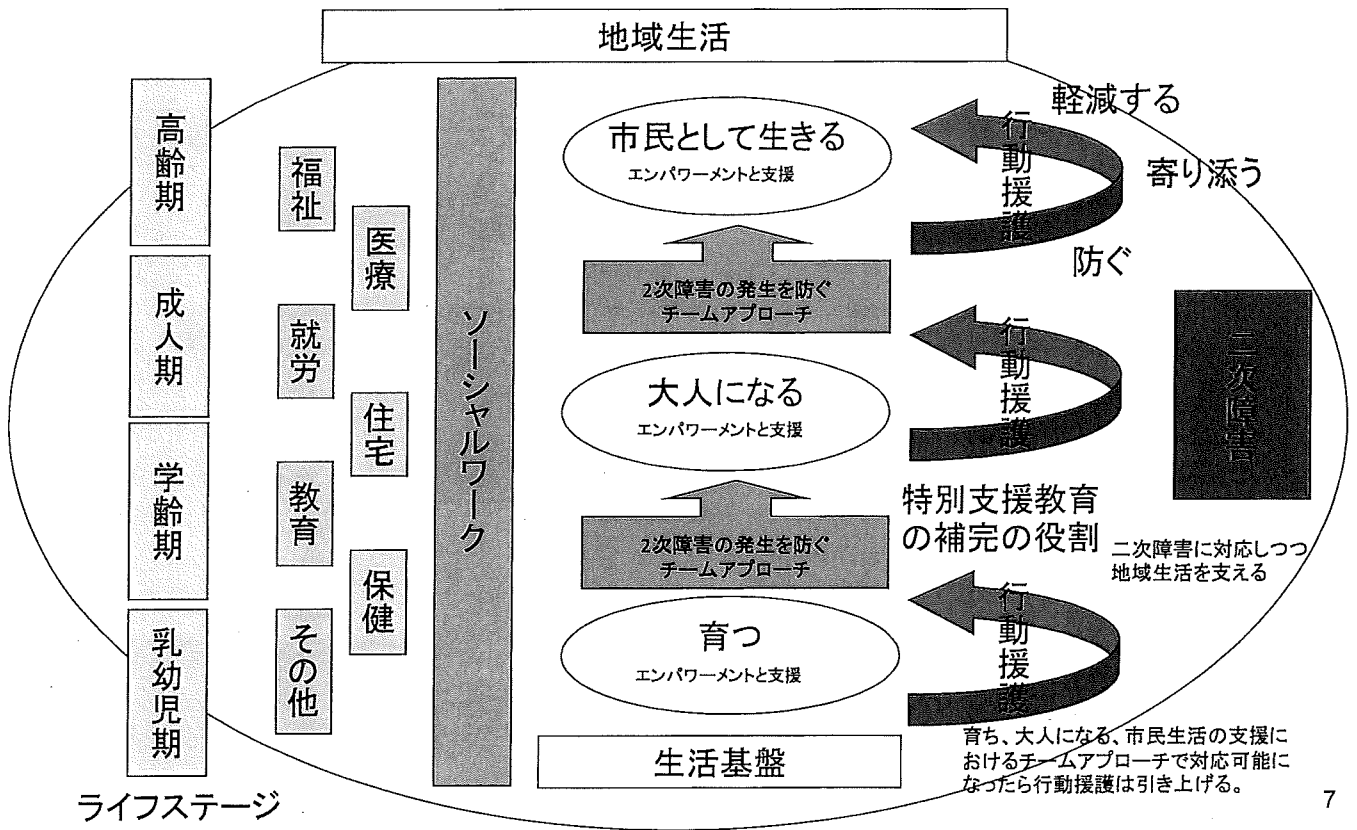 地域生活
高齢期
成人期
学齢期
乳幼児期
ライフステージ
福祉
医療
就労
住宅
教育
保健
その他
ソーシャルワーク
市民として生きる
エンパワーメントと支援
2次障害の発生を防ぐ
チームアプローチ
大人になる
エンパワーメントと支援
2次障害の発生を防ぐ
チームアプローチ
育つ
エンパワーメントと支援
生活基盤
行動援護
軽減する
寄り添う
防ぐ
行動援護
特別支援教育
の補完の役割
行動援護
二次障害
二次障害に対応しつつ
地域生活を支える
育ち、大人になる、市民生活の支援に
おけるチームアプローチで対応可能に
なったら行動援護は引き上げる。
7